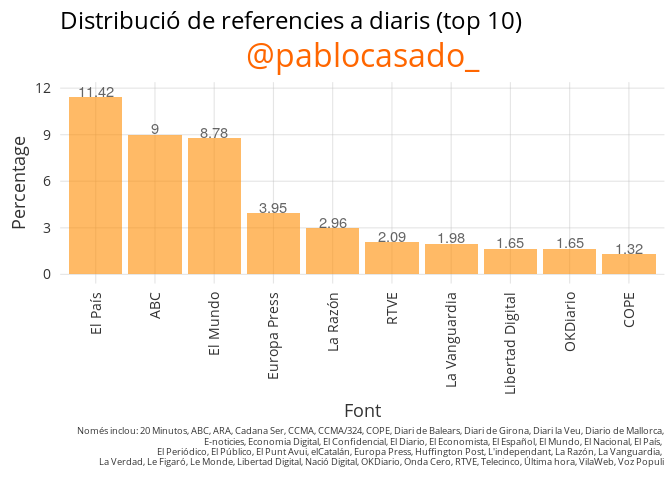 Distribució de referencies a diaris (top 10)
@pablocasado_
Percentage
12
9
6
3
0
11.42
9
8.78
3.95
2.96
2.09
1.98
1.65
1.65
1.32
El País
ABC
El Mundo
Europa Press
La Razón
RTVE
La Vanguardia
Libertad Digital
OKDiario
COPE
Font
Només inclou: 20 Minutos, ABC, ARA, Cadana Ser, CCMA, CCMA/324, COPE, Diari de Balears, Diari de Girona, Diari la Veu, Diario de Mallorca,
E-noticies, Economia Digital, El Confidencial, El Diario, El Economista, El Español, El Mundo, El Nacional, El País,
El Periódico, El Público, El Punt Avui, elCatalán, Europa Press, Huffington Post, L'independant, La Razón, La Vanguardia,
La Verdad, Le Figaró, Le Monde, Libertad Digital, Nació Digital, OKDiario, Onda Cero, RTVE, Telecinco, Última hora, VilaWeb, Voz Populi